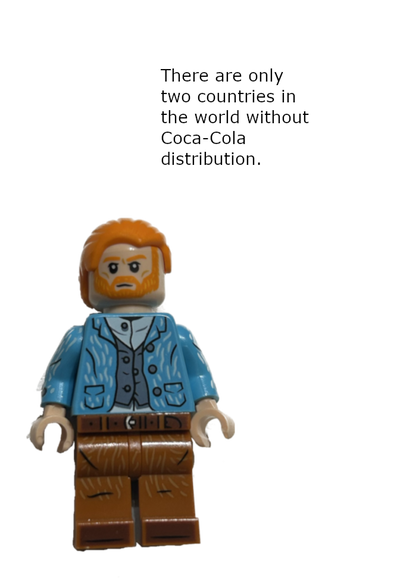 There are only
two countries in
the world without
Coca-Cola
distribution.